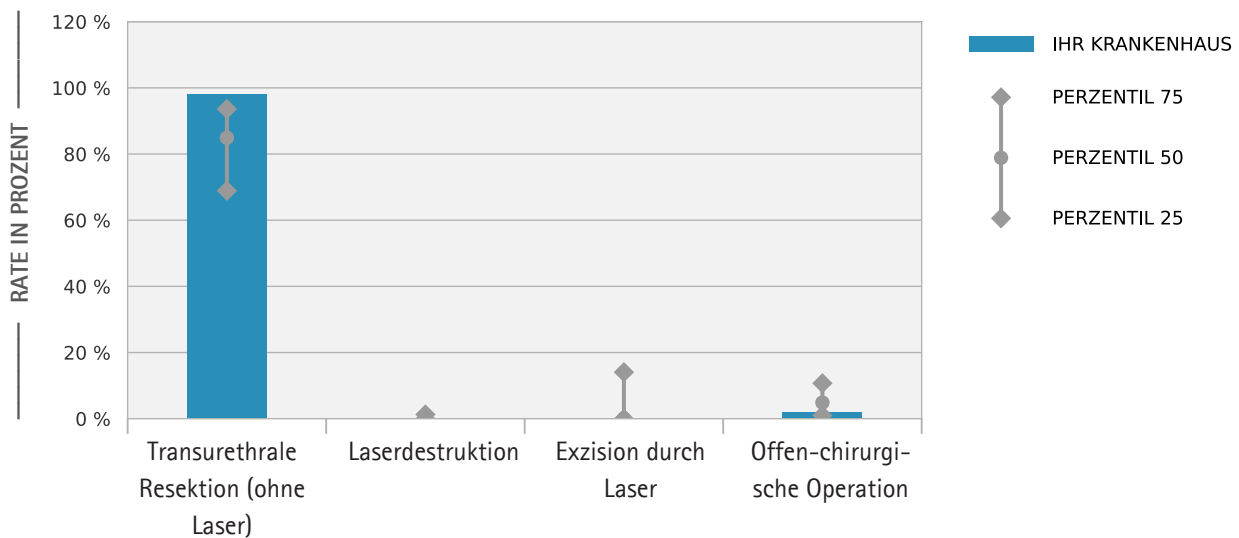 RATE IN PROZENT
120 %
100 %
80 %
60 %
40 %
20 %
0 %
Transurethrale
Resektion (ohne
Laser)
Laserdestruktion
Exzision durch
Laser
Offen-chirurgi-
sche Operation
IHR KRANKENHAUS
PERZENTIL 75
PERZENTIL 50
PERZENTIL 25